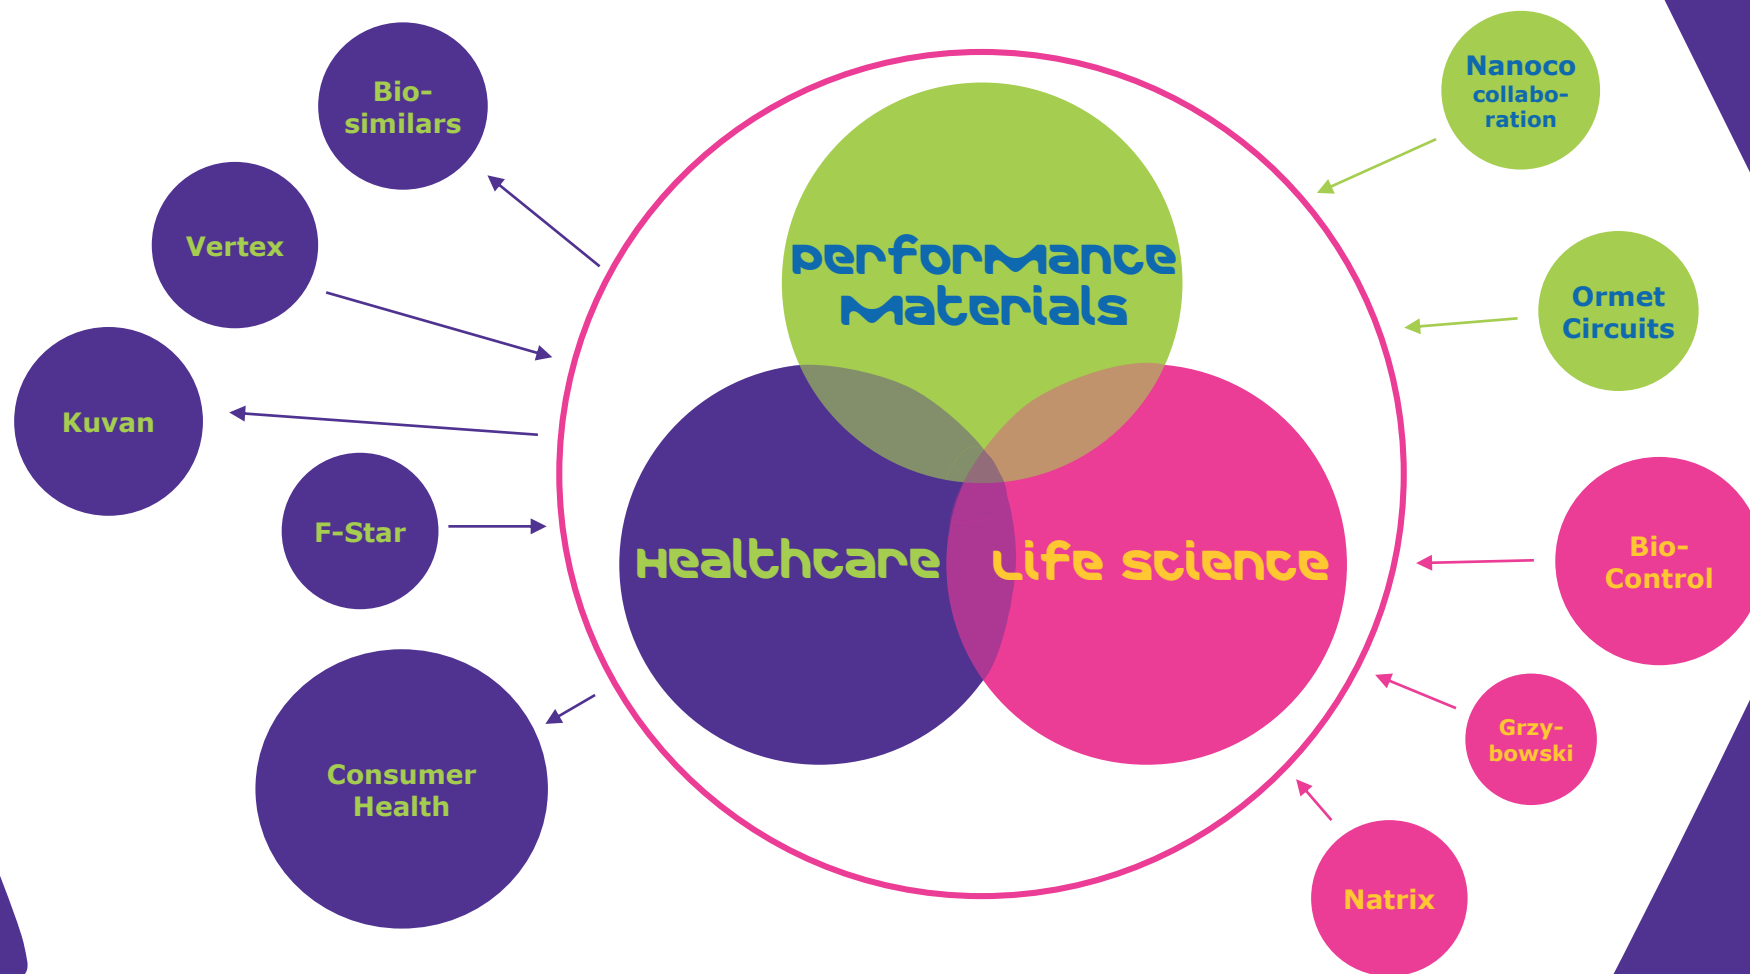 Bio-
similars
Vertex
Kuvan
F-Star
Consumer
Health
Performance
Materials
Healthcare
Life Science
Nanoco
collabo-
ration
Ormet
Circuits
Bio-
Control
Grzy-
bowski
Natrix